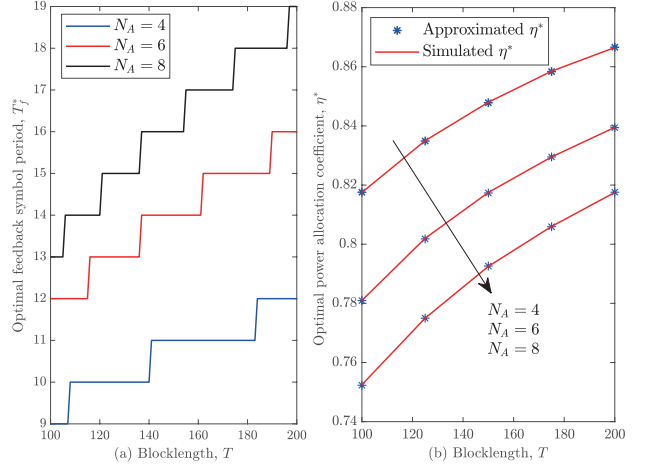 19
18
17
16
15
14
13
12
11
10
9
Optimal feedback symbol period, T_f^*
N_A = 4
N_A = 6
N_A = 8
100 120 140 160 180 200
(a) Blocklength, T
0.88
0.86
0.84
0.82
0.8
0.78
0.76
0.74
Optimal power allocation coefficient, η*
Approximated η*
Simulated η*
N_A = 4
N_A = 6
N_A = 8
100 120 140 160 180 200
(b) Blocklength, T